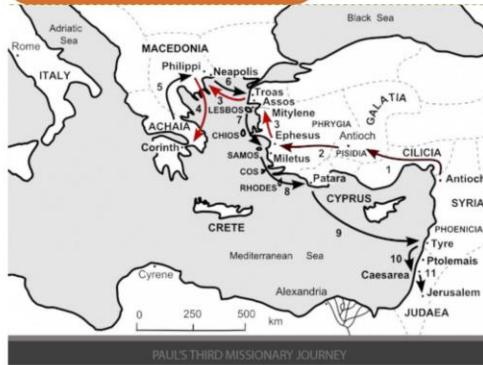 Black Sea
Adriatic
Sea
Rome
MACEDONIA
ITALY
Philippi
Neapolis
6
5
4
3
Troas
LESBOS
Assos
7
Mitylene
3
GALATIA
PHRYGIA
ACHAIA
CHIOS
Ephesus
Antioch
Corinth
2
PISIDIA
CILICIA
SAMOS
Miletus
1
COS
Patara
Antioch
RHODES
8
CYPRUS
SYRIA
CRETE
9
PHOENICIA
Tyre
Mediterranean Sea
10
Ptolemais
Cyrene
Caesarea
11
Alexandria
Jerusalem
0 250 500
km
JUDAEA
PAUL'S THIRD MISSIONARY JOURNEY